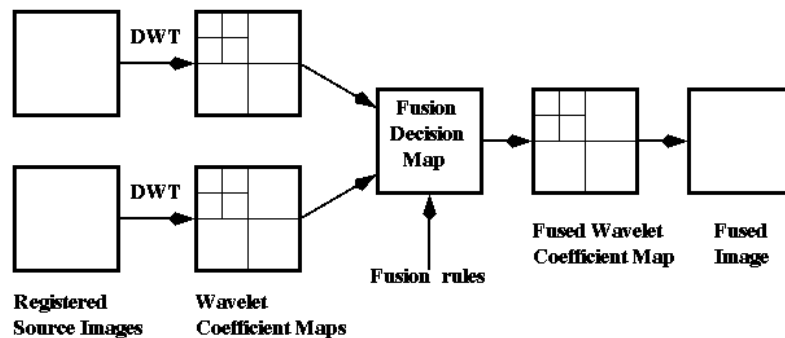 DWT
Fusion
Decision
Map
DWT
Fused Wavelet
Coefficient Map
Fused
Image
Fusion rules
Registered
Source Images
Wavelet
Coefficient Maps